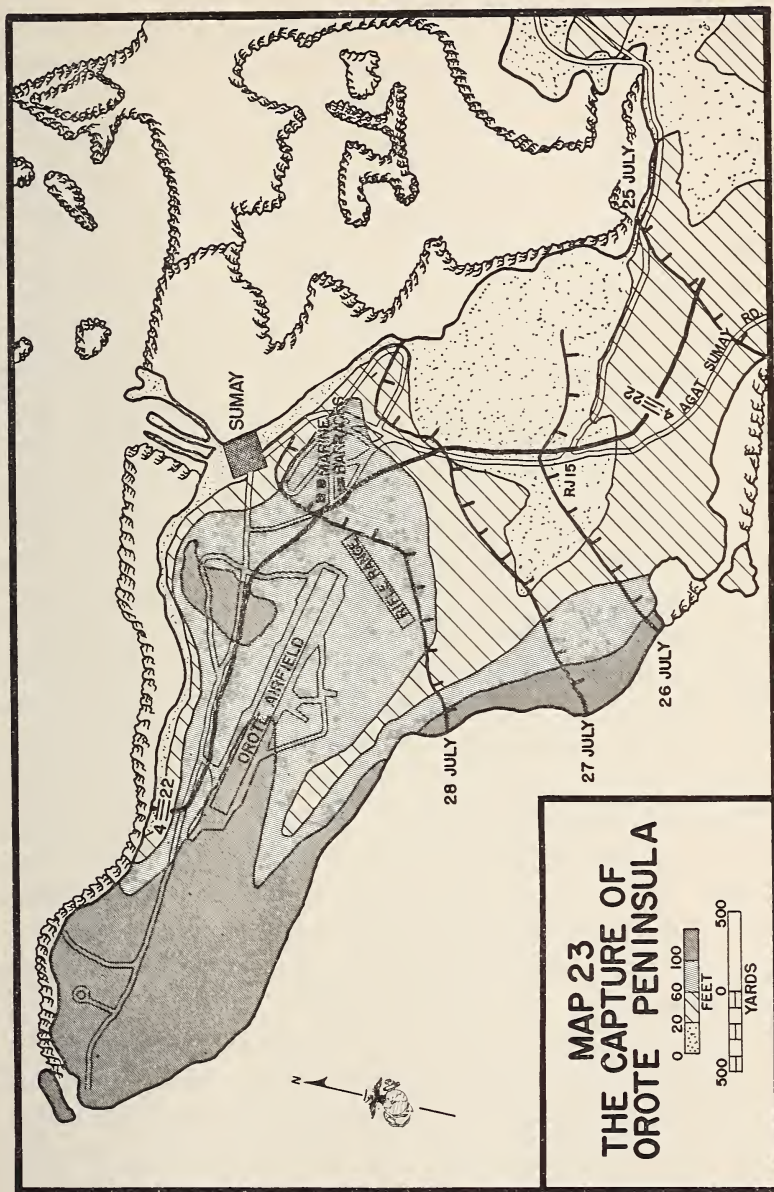 SUMAY
MARINE
BARRACKS
OROTE AIRFIELD
RIFLE RANGE
4 22
4 22
RJ 15
AGAT SUMAY RD
25 JULY
26 JULY
27 JULY
28 JULY
N
MAP 23
THE CAPTURE OF
OROTE PENINSULA
0 20 60 100
FEET
500 0 500
YARDS